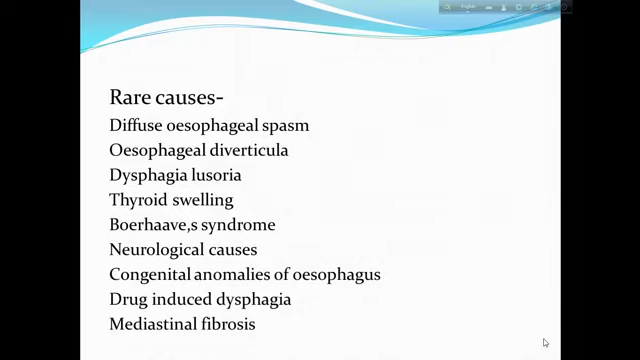 English
Rare causes-
Diffuse oesophageal spasm
Oesophageal diverticula
Dysphagia lusoria
Thyroid swelling
Boerhaave,s syndrome
Neurological causes
Congenital anomalies of oesophagus
Drug induced dysphagia
Mediastinal fibrosis